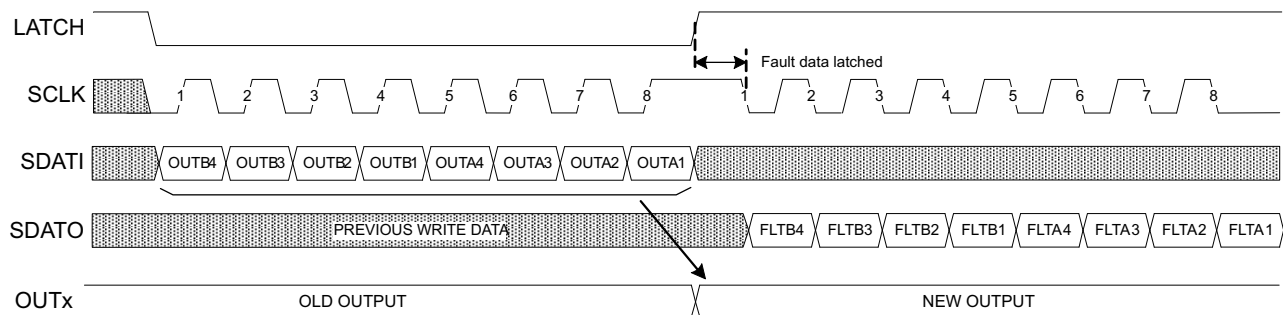 LATCH
Fault data latched
SCLK
1 2 3 4 5 6 7 8 1 2 3 4 5 6 7 8
SDATI
OUTB4 OUTB3 OUTB2 OUTB1 OUTA4 OUTA3 OUTA2 OUTA1
SDATO
PREVIOUS WRITE DATA FLTB4 FLTB3 FLTB2 FLTB1 FLTA4 FLTA3 FLTA2 FLTA1
OUTx
OLD OUTPUT NEW OUTPUT